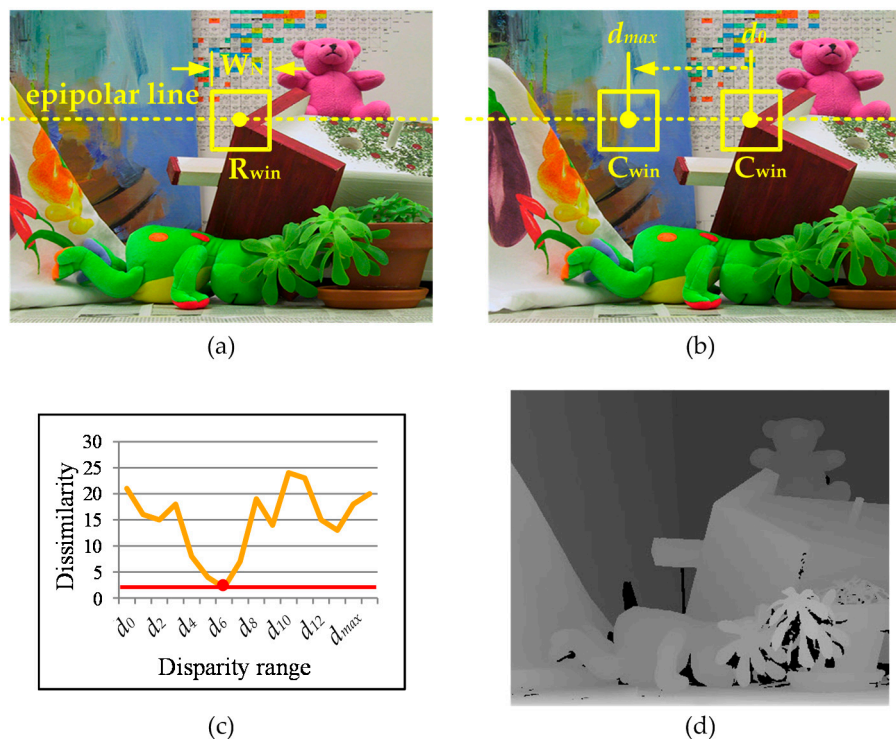 W_N
epipolar line
R_win
(a)
d_max
d_0
C_win
C_win
(b)
30
25
20
15
10
5
0
Dissimilarity
d_0
d_2
d_4
d_6
d_8
d_10
d_12
d_max
Disparity range
(c)
(d)